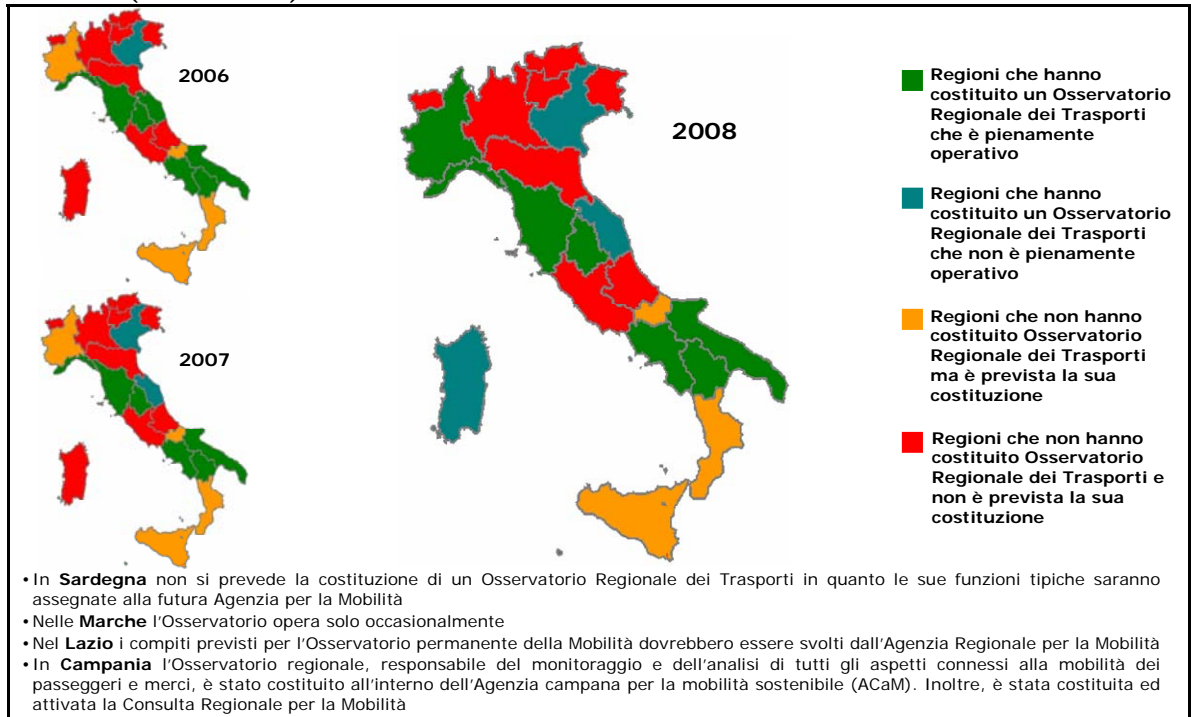 2006
2007
2008
Regioni che hanno
costituito un Osservatorio
Regionale dei Trasporti
che è pienamente
operativo
Regioni che hanno
costituito un Osservatorio
Regionale dei Trasporti
che non è pienamente
operativo
Regioni che non hanno
costituito Osservatorio
Regionale dei Trasporti
ma è prevista la sua
costituzione
Regioni che non hanno
costituito Osservatorio
Regionale dei Trasporti e
non è prevista la sua
costituzione
• In Sardegna non si prevede la costituzione di un Osservatorio Regionale dei Trasporti in quanto le sue funzioni tipiche saranno
assegnate alla futura Agenzia per la Mobilità
• Nelle Marche l'Osservatorio opera solo occasionalmente
• Nel Lazio i compiti previsti per l'Osservatorio permanente della Mobilità dovrebbero essere svolti dall'Agenzia Regionale per la Mobilità
• In Campania l'Osservatorio regionale, responsabile del monitoraggio e dell'analisi di tutti gli aspetti connessi alla mobilità dei
passeggeri e merci, è stato costituito all'interno dell'Agenzia campana per la mobilità sostenibile (ACaM). Inoltre, è stata costituita ed
attivata la Consulta Regionale per la Mobilità